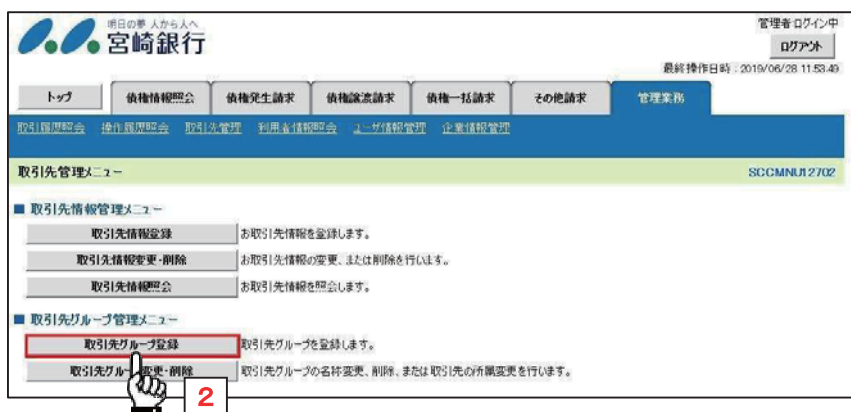 明日の夢 人から人へ
宮崎銀行
管理者 ログイン中
ログアウト
最終操作日時：2019/06/28 11:53:49
トップ 債権情報照会 債権発生請求 債権譲渡請求 債権一括請求 その他請求 管理業務
取引履歴照会 操作履歴照会 取引先管理 利用者情報照会 ユーザ情報管理 企業情報管理
取引先管理メニュー SCCMNU12702
■ 取引先情報管理メニュー
取引先情報登録 お取引先情報を登録します。
取引先情報変更・削除 お取引先情報の変更、または削除を行います。
取引先情報照会 お取引先情報を照会します。
■ 取引先グループ管理メニュー
取引先グループ登録 取引先グループを登録します。
取引先グループ変更・削除 取引先グループの名称変更、削除、または取引先の所属変更を行います。
2